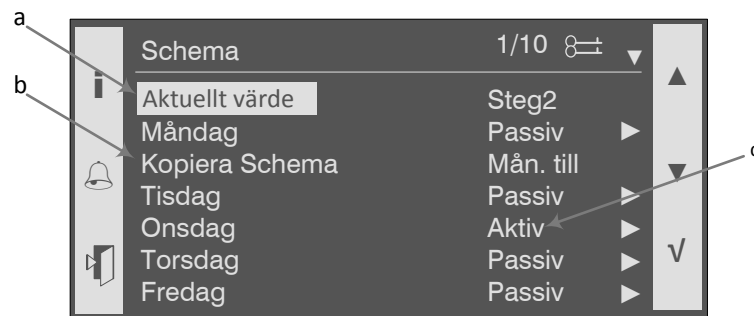 a
b
Schema 1/10
Aktuellt värde Steg2
Måndag Passiv
Kopiera Schema Mån. till
Tisdag Passiv
Onsdag Aktiv
Torsdag Passiv
Fredag Passiv
i
√